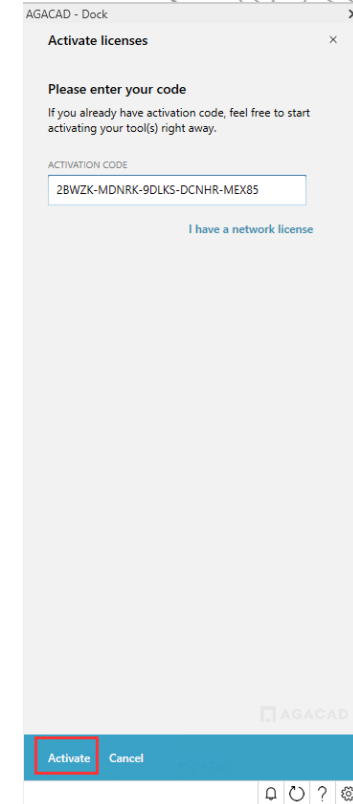 AGACAD - Dock
Activate licenses
Please enter your code
If you already have activation code, feel free to start
activating your tool(s) right away.
ACTIVATION CODE
2BWZK-MDNRK-9DLKS-DCNHR-MEX85
I have a network license
AGACAD
Activate Cancel
?